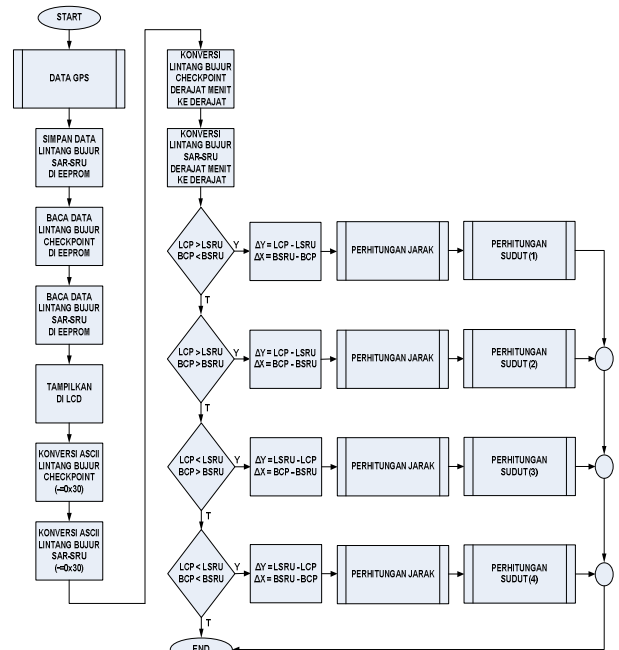 START
DATA GPS
SIMPAN DATA
LINTANG BUJUR
SAR-SRU
DI EEPROM
BACA DATA
LINTANG BUJUR
CHECKPOINT
DI EEPROM
BACA DATA
LINTANG BUJUR
SAR-SRU
DI EEPROM
TAMPILKAN
DI LCD
KONVERSI ASCII
LINTANG BUJUR
CHECKPOINT
(-=0x30)
KONVERSI ASCII
LINTANG BUJUR
SAR-SRU
(-=0x30)
KONVERSI
LINTANG BUJUR
CHECKPOINT
DERAJAT MENIT
KE DERAJAT
KONVERSI
LINTANG BUJUR
SAR-SRU
DERAJAT MENIT
KE DERAJAT
LCP > LSRU
BCP < BSRU
Y
T
ΔY = LCP - LSRU
ΔX = BSRU - BCP
PERHITUNGAN JARAK
PERHITUNGAN
SUDUT (1)
LCP > LSRU
BCP > BSRU
Y
T
ΔY = LCP - LSRU
ΔX = BCP - BSRU
PERHITUNGAN JARAK
PERHITUNGAN
SUDUT (2)
LCP < LSRU
BCP > BSRU
Y
T
ΔY = LSRU - LCP
ΔX = BCP - BSRU
PERHITUNGAN JARAK
PERHITUNGAN
SUDUT (3)
LCP < LSRU
BCP < BSRU
Y
T
ΔY = LSRU - LCP
ΔX = BSRU - BCP
PERHITUNGAN JARAK
PERHITUNGAN
SUDUT (4)
END